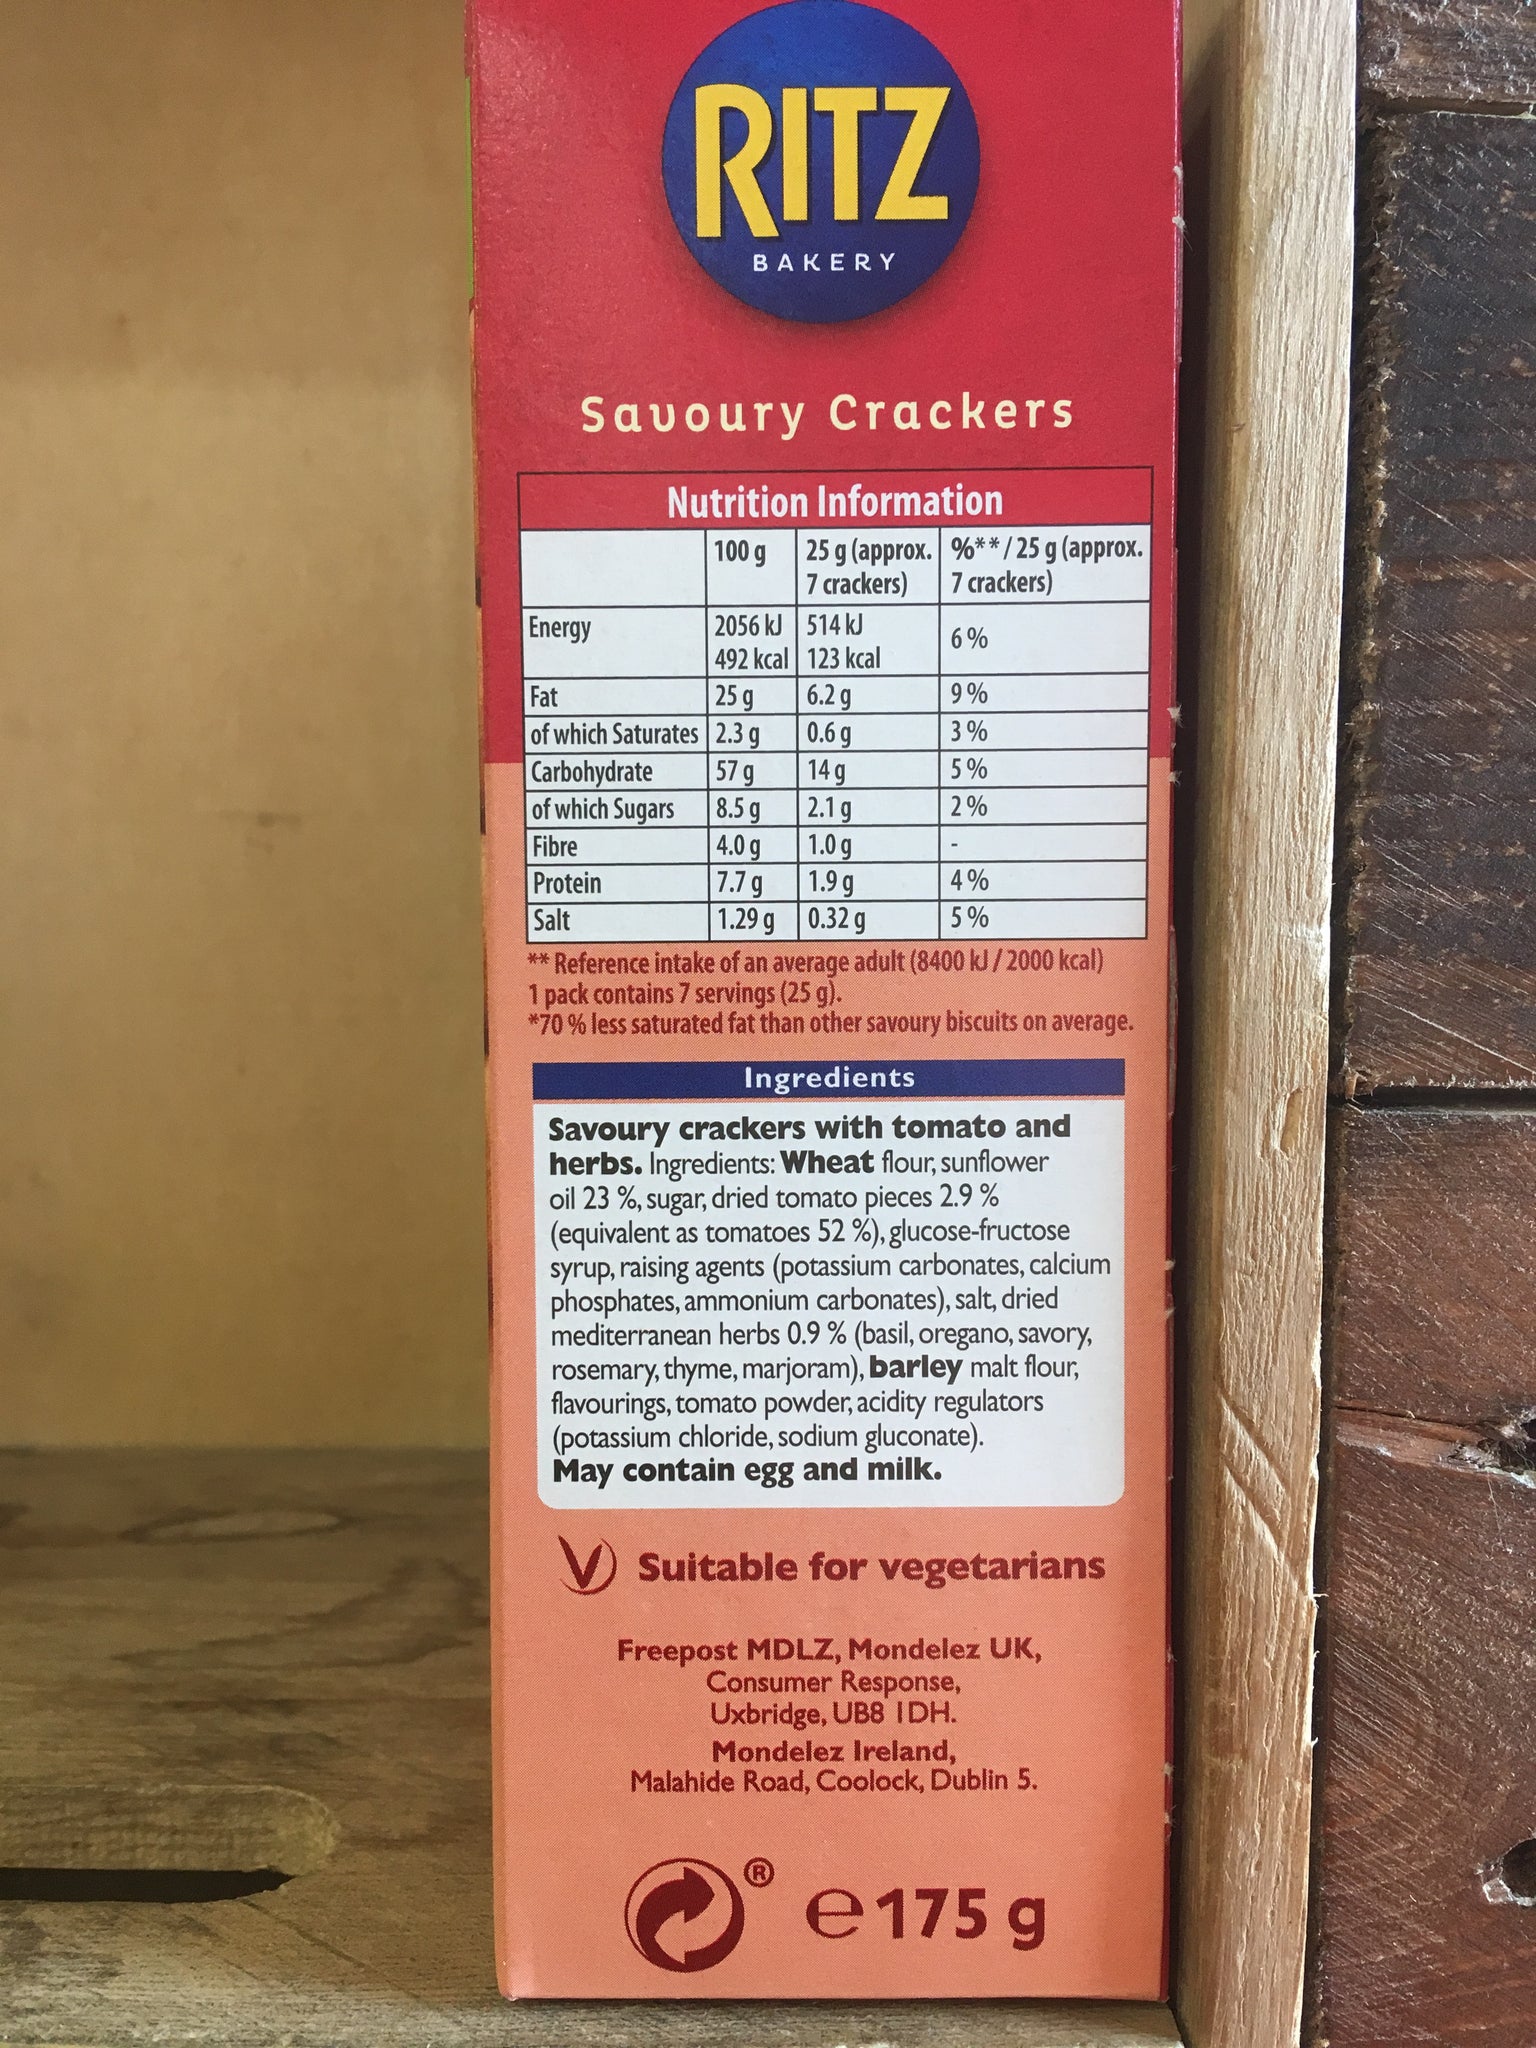 RITZ
BAKERY
Savoury Crackers
Nutrition Information
100 g 25 g (approx. 7 crackers) %**/25 g (approx. 7 crackers)
Energy 2056 kJ 514 kJ 6 %
492 kcal 123 kcal
Fat 25 g 6.2 g 9 %
of which Saturates 2.3 g 0.6 g 3 %
Carbohydrate 57 g 14 g 5 %
of which Sugars 8.5 g 2.1 g 2 %
Fibre 4.0 g 1.0 g -
Protein 7.7 g 1.9 g 4 %
Salt 1.29 g 0.32 g 5 %
** Reference intake of an average adult (8400 kJ / 2000 kcal)
1 pack contains 7 servings (25 g).
*70 % less saturated fat than other savoury biscuits on average.
Ingredients
Savoury crackers with tomato and
herbs. Ingredients: Wheat flour, sunflower
oil 23 %, sugar, dried tomato pieces 2.9 %
(equivalent as tomatoes 52 %), glucose-fructose
syrup, raising agents (potassium carbonates, calcium
phosphates, ammonium carbonates), salt, dried
mediterranean herbs 0.9 % (basil, oregano, savory,
rosemary, thyme, marjoram), barley malt flour,
flavourings, tomato powder, acidity regulators
(potassium chloride, sodium gluconate).
May contain egg and milk.
V Suitable for vegetarians
Freepost MDLZ, Mondelez UK,
Consumer Response,
Uxbridge, UB8 1DH.
Mondelez Ireland,
Malahide Road, Coolock, Dublin 5.
® e175 g